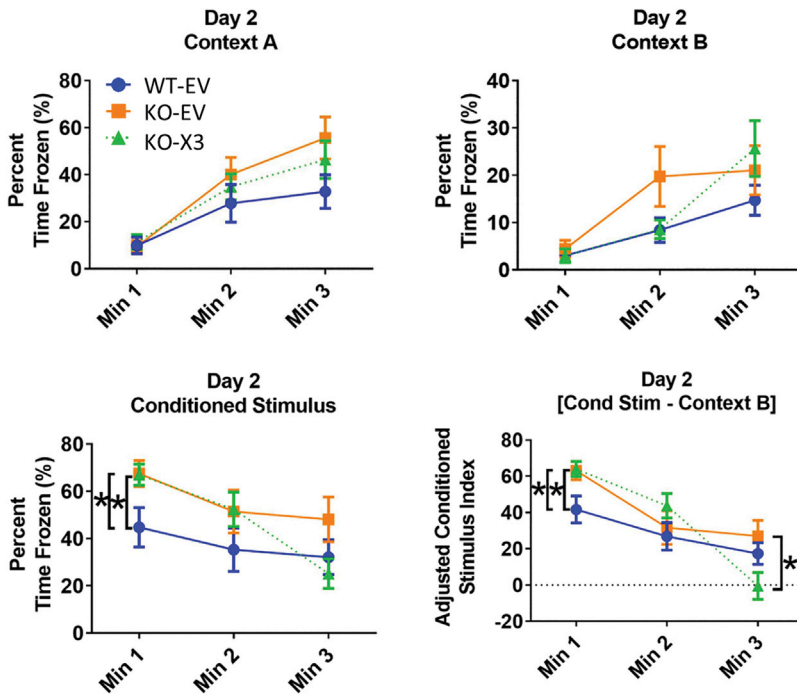 Day 2
Context A
Percent
Time Frozen (%)
80
60
40
20
0
WT-EV
KO-EV
KO-X3
Min 1
Min 2
Min 3
Day 2
Context B
Percent
Time Frozen (%)
40
30
20
10
0
Min 1
Min 2
Min 3
Day 2
Conditioned Stimulus
Percent
Time Frozen (%)
80
60
40
20
0
**
Min 1
Min 2
Min 3
Day 2
[Cond Stim - Context B]
Adjusted Conditioned
Stimulus Index
80
60
40
20
0
-20
**
*
Min 1
Min 2
Min 3